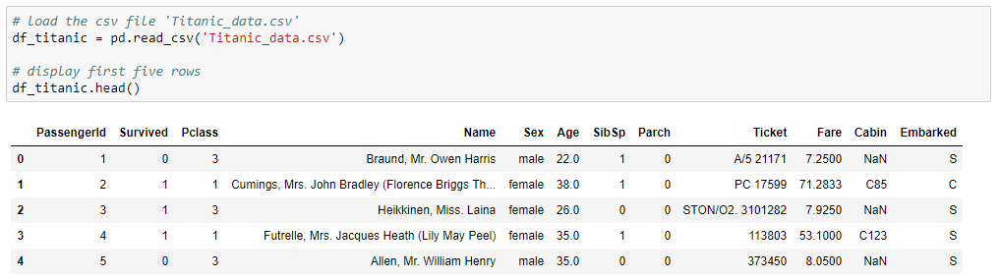 # load the csv file 'Titanic_data.csv'
df_titanic = pd.read_csv('Titanic_data.csv')
# display first five rows
df_titanic.head()
PassengerId Survived Pclass Name Sex Age SibSp Parch Ticket Fare Cabin Embarked
0 1 0 3 Braund, Mr. Owen Harris male 22.0 1 0 A/5 21171 7.2500 NaN S
1 2 1 1 Cumings, Mrs. John Bradley (Florence Briggs Th... female 38.0 1 0 PC 17599 71.2833 C85 C
2 3 1 3 Heikkinen, Miss. Laina female 26.0 0 0 STON/O2. 3101282 7.9250 NaN S
3 4 1 1 Futrelle, Mrs. Jacques Heath (Lily May Peel) female 35.0 1 0 113803 53.1000 C123 S
4 5 0 3 Allen, Mr. William Henry male 35.0 0 0 373450 8.0500 NaN S